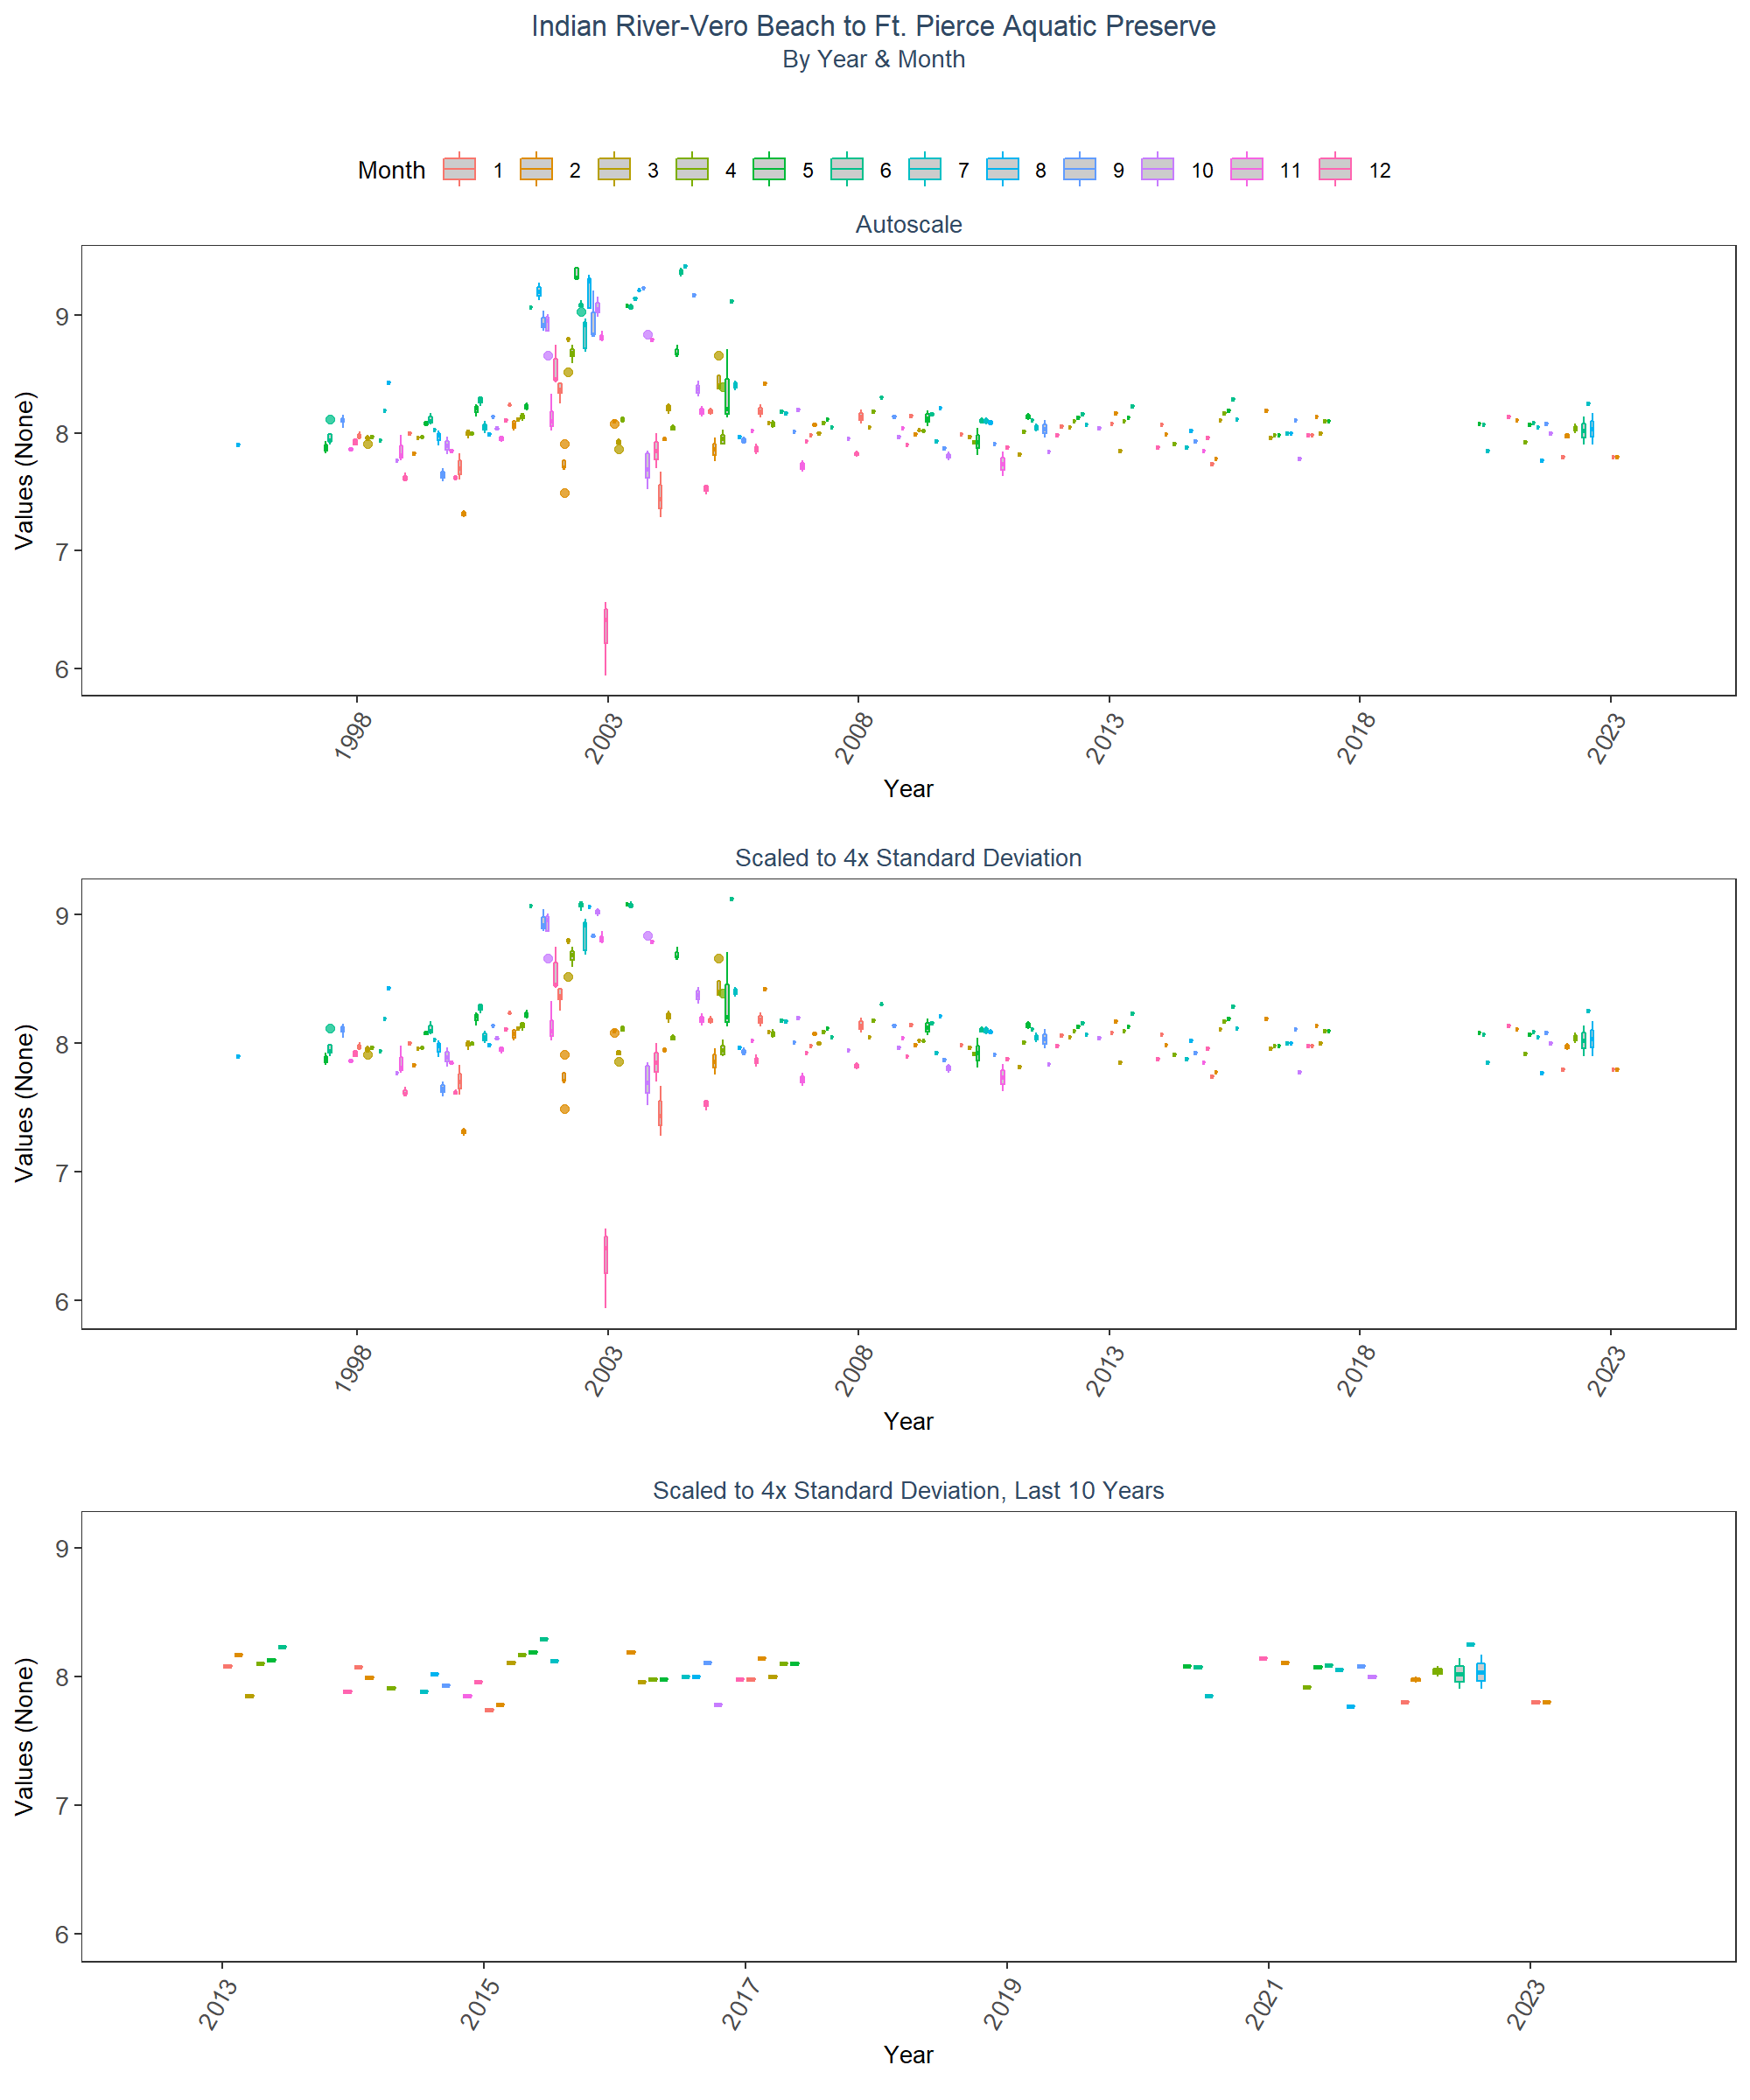 Indian River-Vero Beach to Ft. Pierce Aquatic Preserve
By Year & Month
Month 1 2 3 4 5 6 7 8 9 10 11 12
Autoscale
Values (None)
9
8
7
6
1998 2003 2008 2013 2018 2023
Year
Scaled to 4x Standard Deviation
Values (None)
9
8
7
6
1998 2003 2008 2013 2018 2023
Year
Scaled to 4x Standard Deviation, Last 10 Years
Values (None)
9
8
7
6
2013 2015 2017 2019 2021 2023
Year